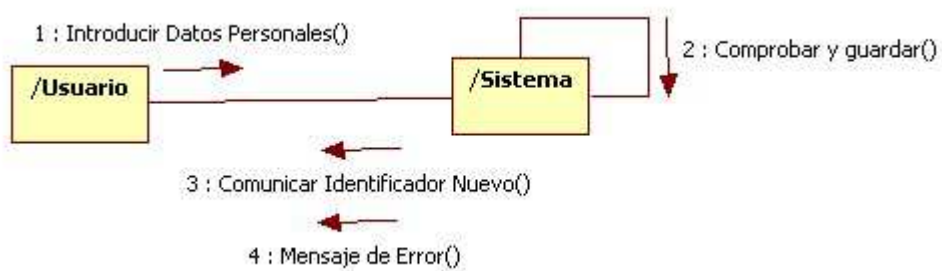 1 : Introducir Datos Personales()
2 : Comprobar y guardar()
/Usuario
/Sistema
3 : Comunicar Identificador Nuevo()
4 : Mensaje de Error()